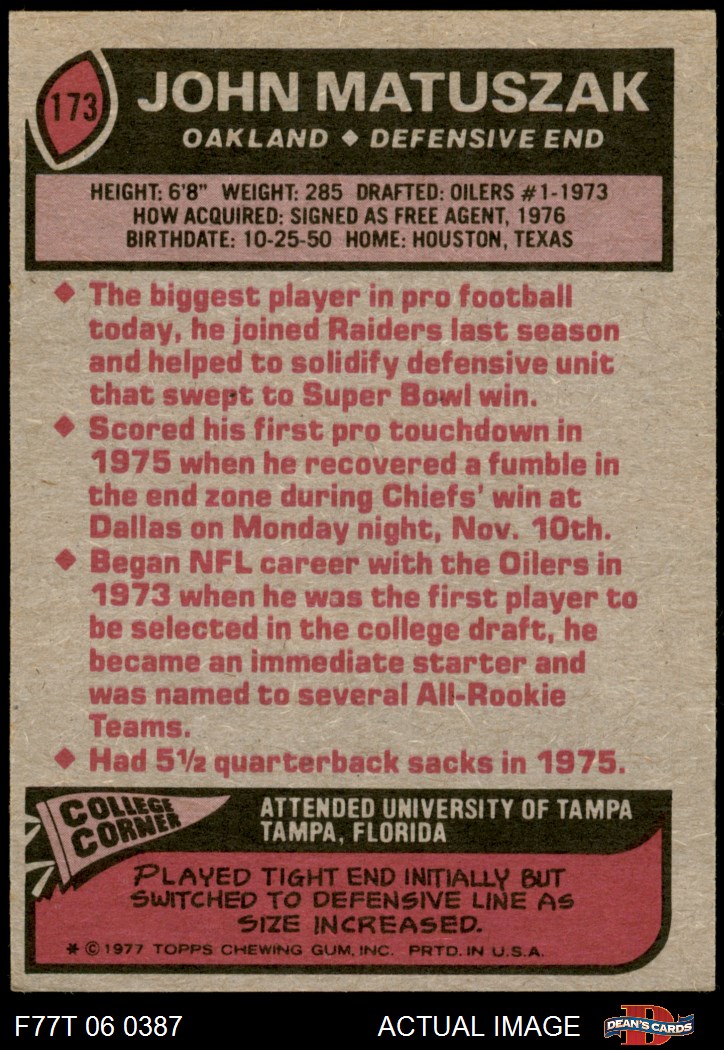 173
JOHN MATUSZAK
OAKLAND ◆ DEFENSIVE END
HEIGHT: 6'8" WEIGHT: 285 DRAFTED: OILERS #1-1973
HOW ACQUIRED: SIGNED AS FREE AGENT, 1976
BIRTHDATE: 10-25-50 HOME: HOUSTON, TEXAS
◆ The biggest player in pro football
today, he joined Raiders last season
and helped to solidify defensive unit
that swept to Super Bowl win.
◆ Scored his first pro touchdown in
1975 when he recovered a fumble in
the end zone during Chiefs' win at
Dallas on Monday night, Nov. 10th.
◆ Began NFL career with the Oilers in
1973 when he was the first player to
be selected in the college draft, he
became an immediate starter and
was named to several All-Rookie
Teams.
◆ Had 5½ quarterback sacks in 1975.
COLLEGE
CORNER
ATTENDED UNIVERSITY OF TAMPA
TAMPA, FLORIDA
PLAYED TIGHT END INITIALLY BUT
SWITCHED TO DEFENSIVE LINE AS
SIZE INCREASED.
* © 1977 TOPPS CHEWING GUM, INC. PRTD. IN U.S.A.
F77T 06 0387 ACTUAL IMAGE
D
DEAN'S CARDS